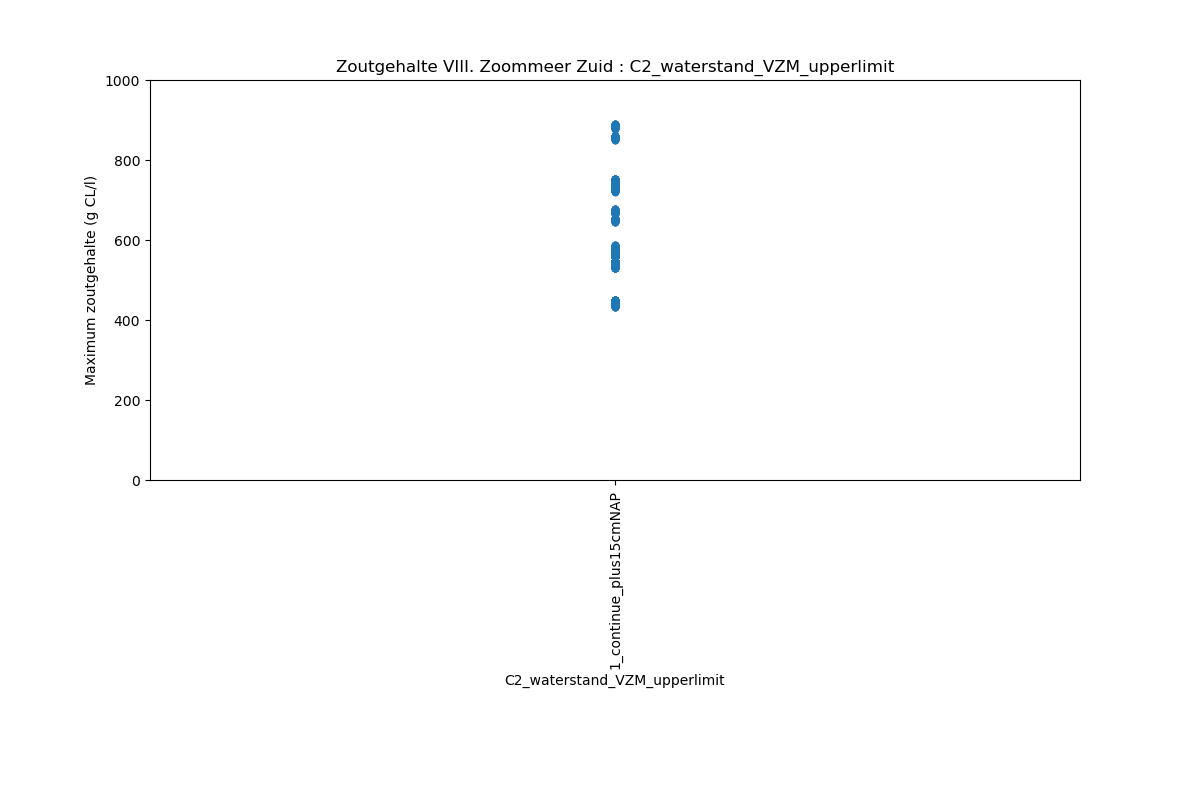 Zoutgehalte VIII. Zoommeer Zuid : C2_waterstand_VZM_upperlimit
Maximum zoutgehalte (g CL/l)
1000
800
600
400
200
0
1_continue_plus15cmNAP
C2_waterstand_VZM_upperlimit